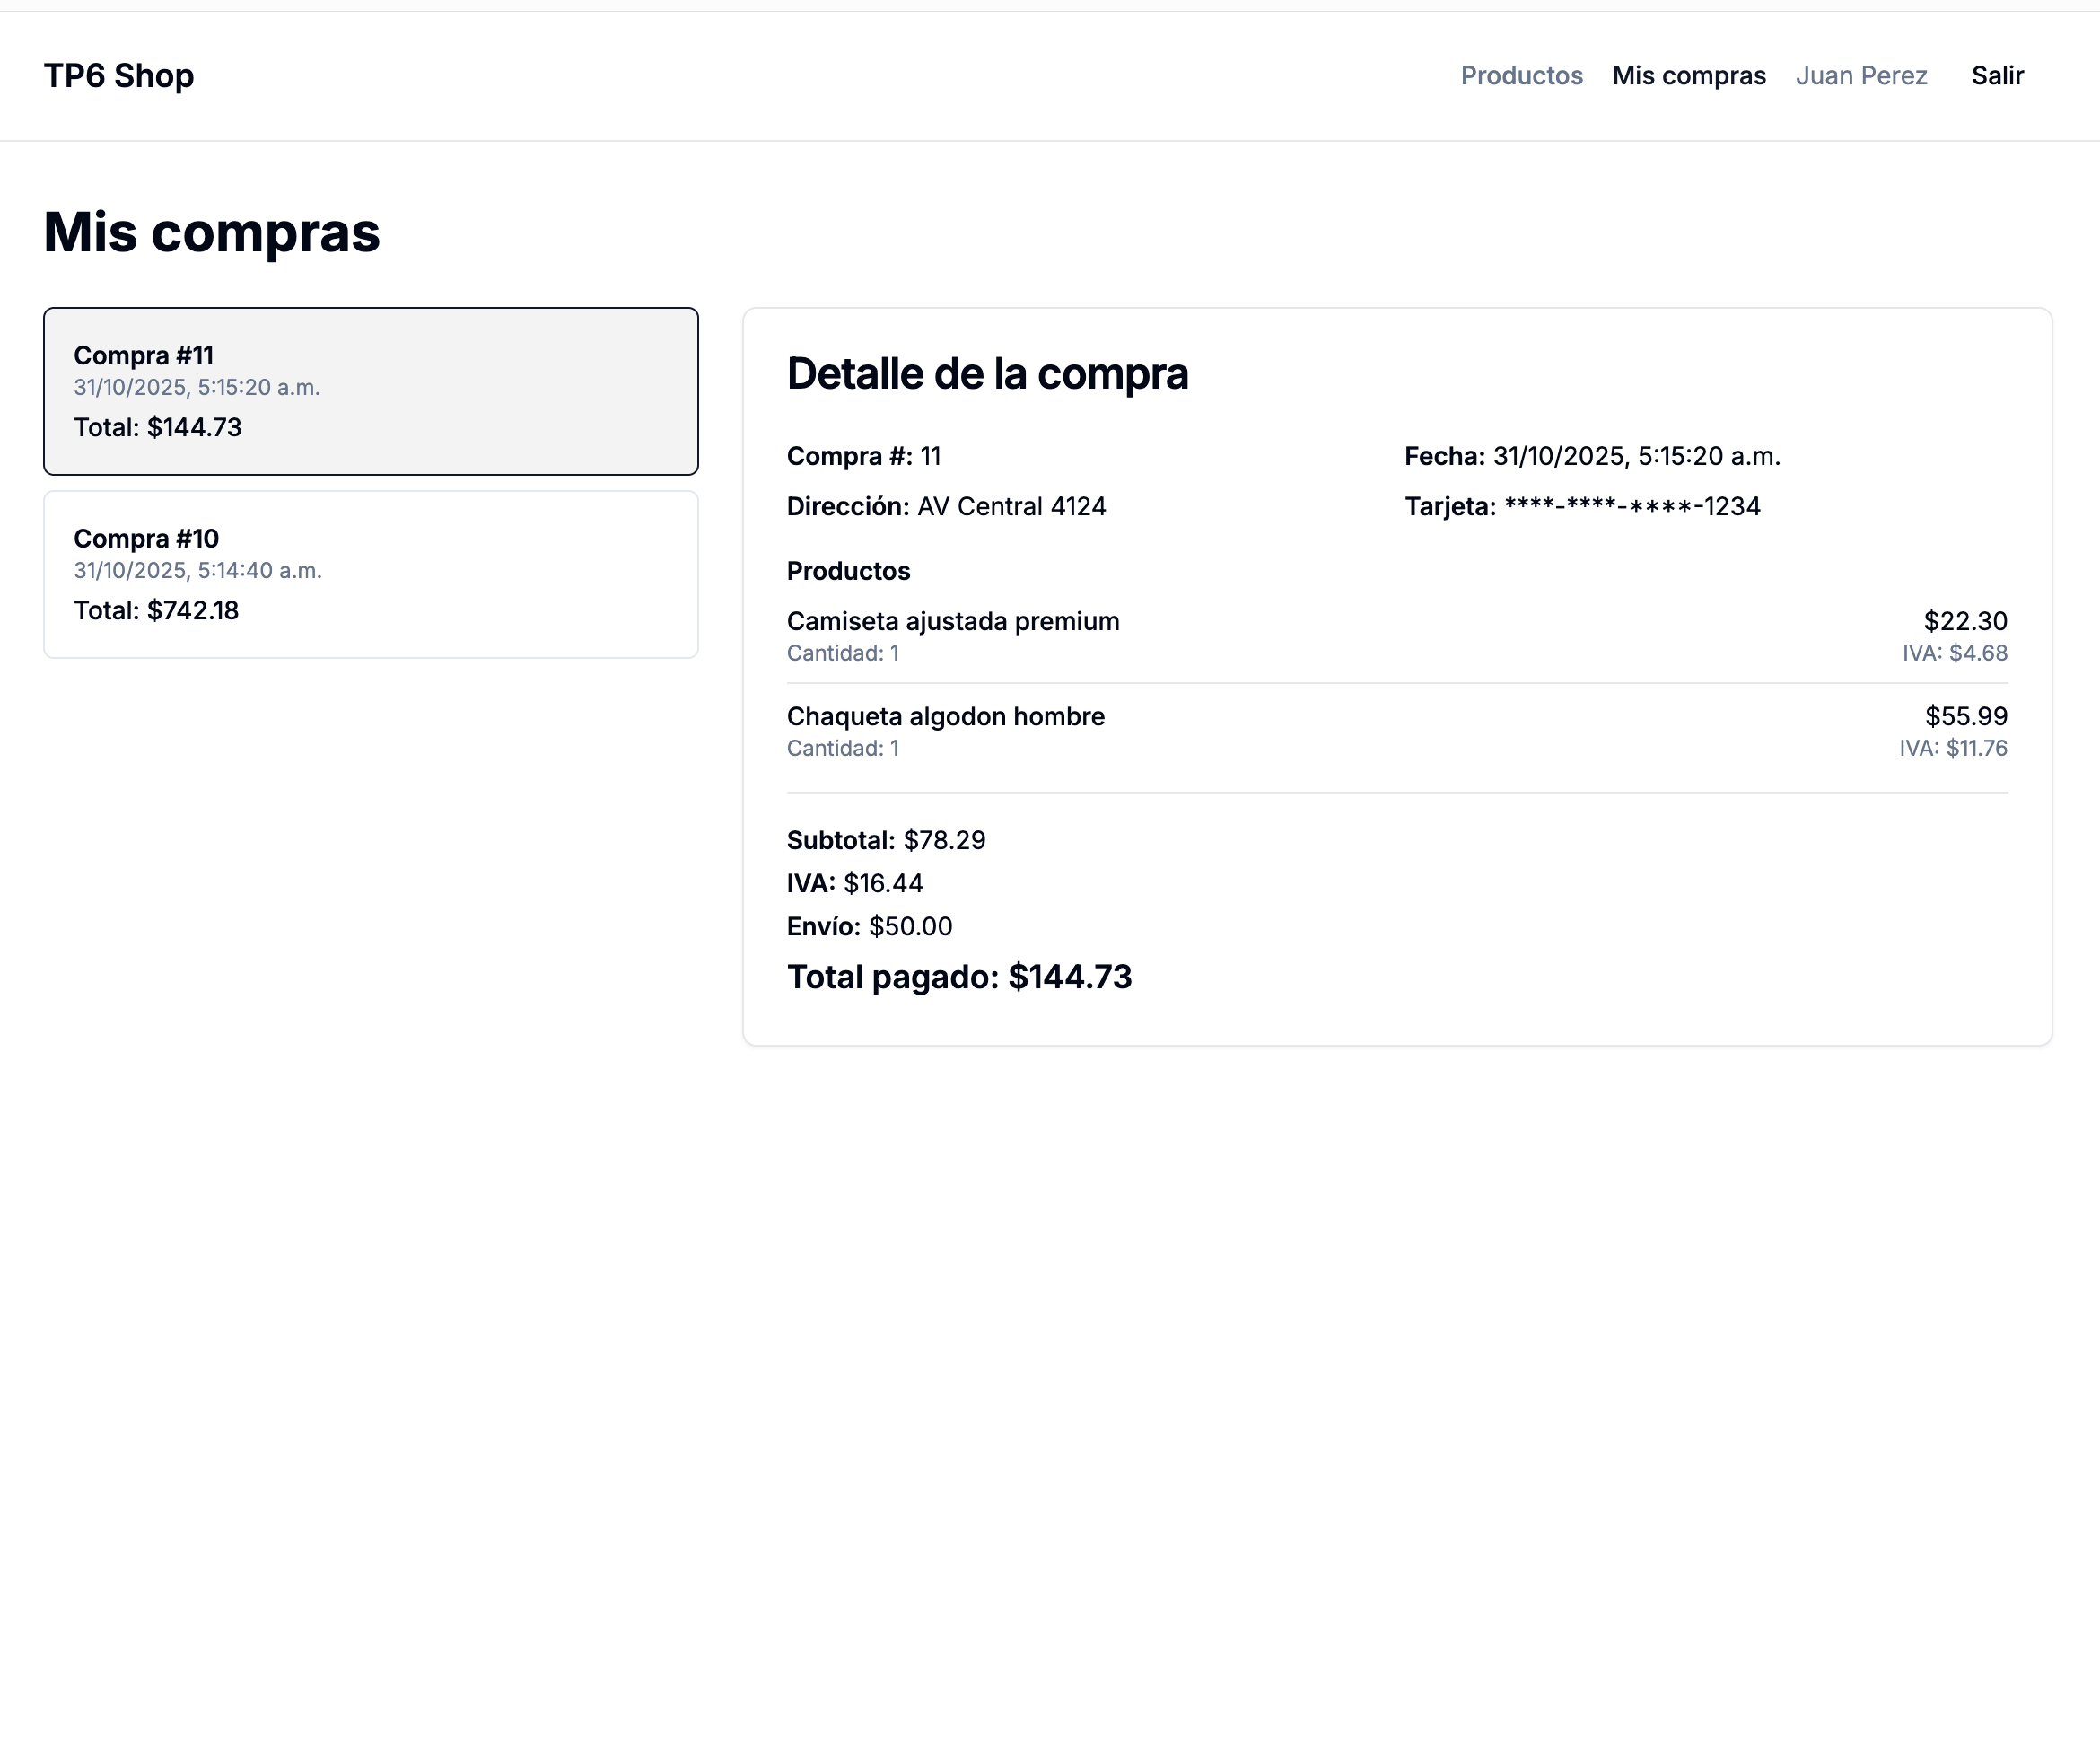 TP6 Shop
Productos Mis compras Juan Perez Salir
Mis compras
Compra #11
31/10/2025, 5:15:20 a.m.
Total: $144.73
Compra #10
31/10/2025, 5:14:40 a.m.
Total: $742.18
Detalle de la compra
Compra #: 11 Fecha: 31/10/2025, 5:15:20 a.m.
Dirección: AV Central 4124 Tarjeta: ****-****-****-1234
Productos
Camiseta ajustada premium $22.30
Cantidad: 1 IVA: $4.68
Chaqueta algodon hombre $55.99
Cantidad: 1 IVA: $11.76
Subtotal: $78.29
IVA: $16.44
Envío: $50.00
Total pagado: $144.73